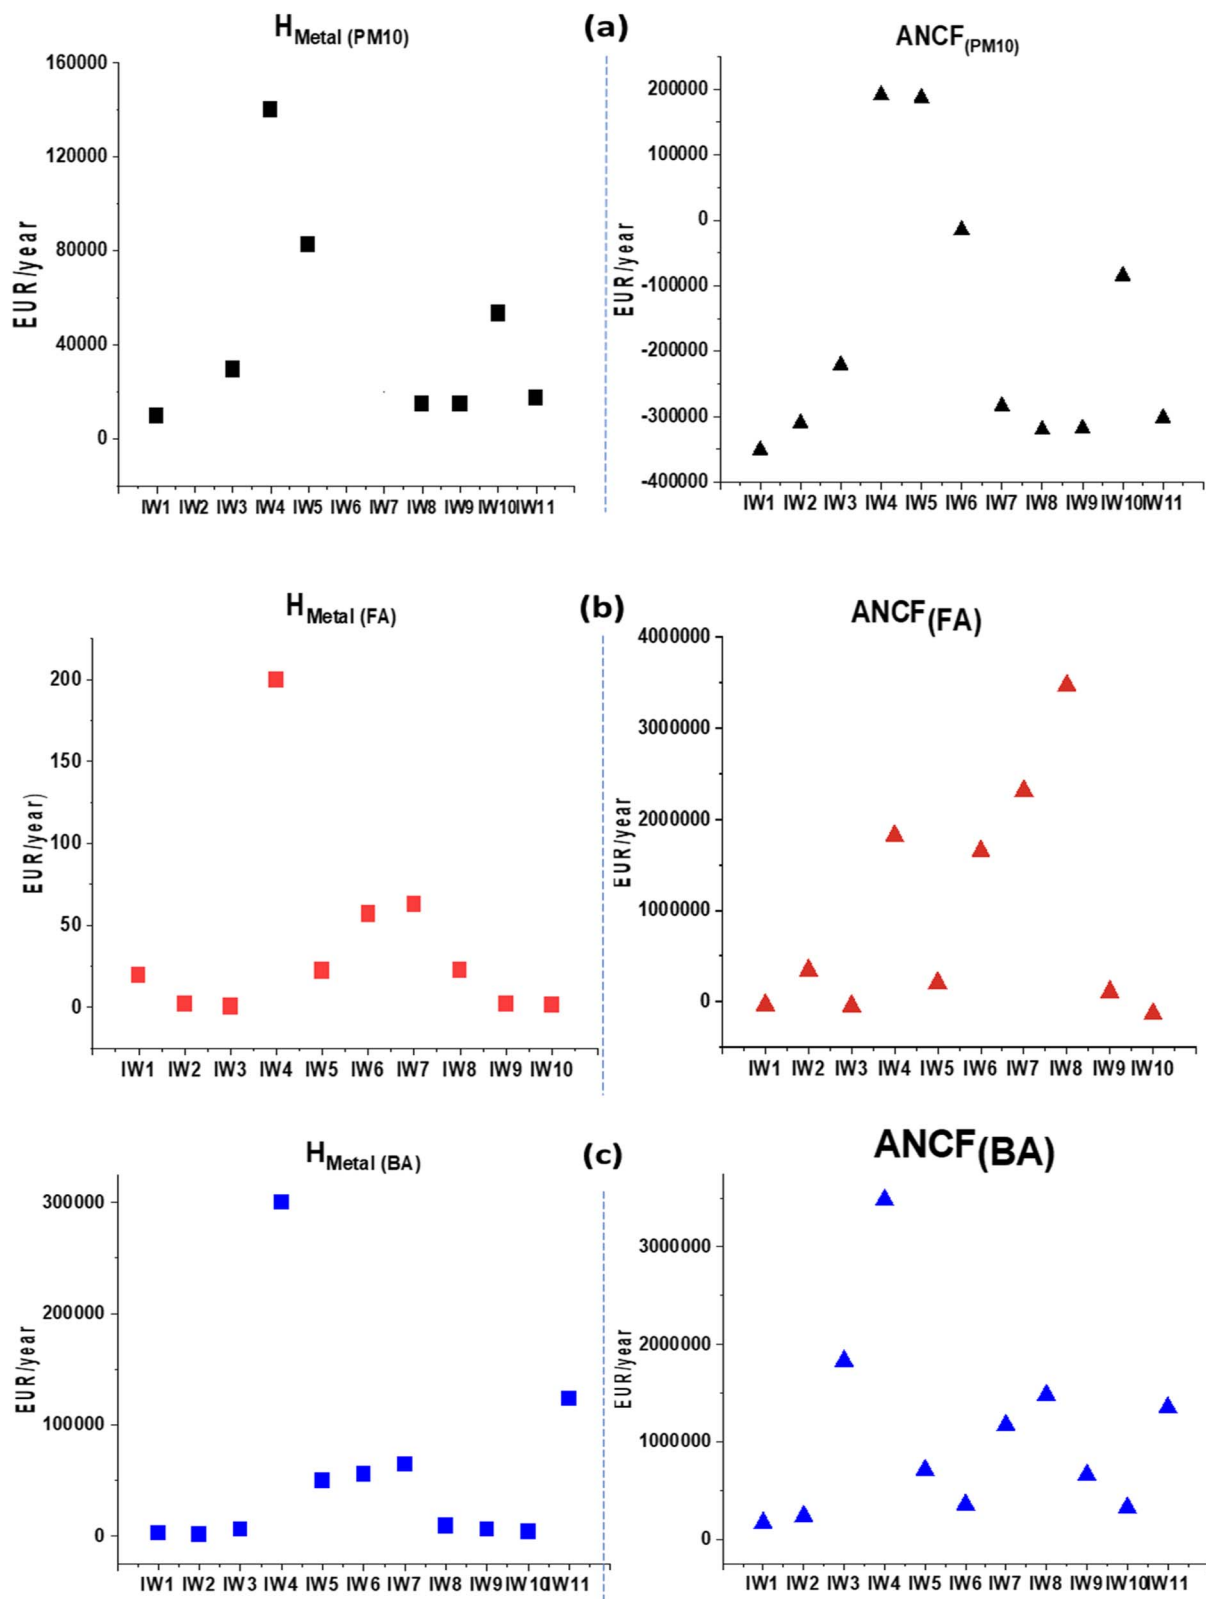 H Metal (PM10)
(a)
ANCF (PM10)
EUR/year
160000
120000
80000
40000
0
IW1 IW2 IW3 IW4 IW5 IW6 IW7 IW8 IW9 IW10 IW11
EUR/year
200000
100000
0
-100000
-200000
-300000
-400000
IW1 IW2 IW3 IW4 IW5 IW6 IW7 IW8 IW9 IW10 IW11
H Metal (FA)
(b)
ANCF (FA)
EUR/year)
200
150
100
50
0
IW1 IW2 IW3 IW4 IW5 IW6 IW7 IW8 IW9 IW10
EUR/year
4000000
3000000
2000000
1000000
0
IW1 IW2 IW3 IW4 IW5 IW6 IW7 IW8 IW9 IW10
H Metal (BA)
(c)
ANCF (BA)
EUR/year
300000
200000
100000
0
IW1 IW2 IW3 IW4 IW5 IW6 IW7 IW8 IW9 IW10 IW11
EUR/year
3000000
2000000
1000000
0
IW1 IW2 IW3 IW4 IW5 IW6 IW7 IW8 IW9 IW10 IW11